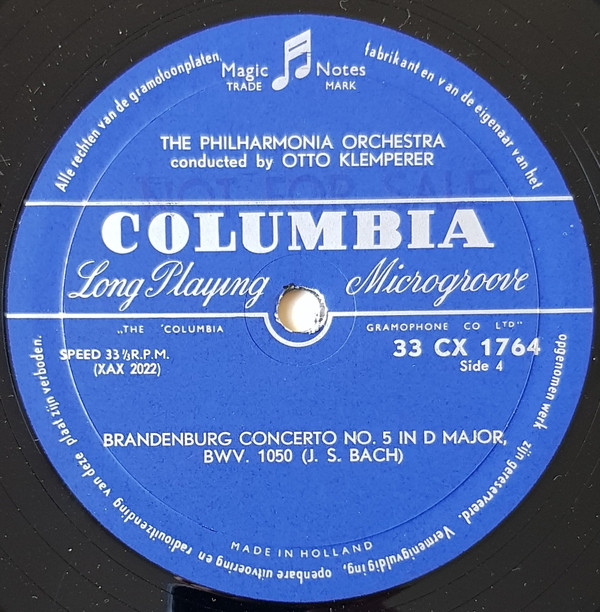 Alle rechten van de gramofoonplaten,
fabrikant en van de eigenaar van het
opgenomen werk zijn gereserveerd. Vermenigvuldiging, openbare uitvoering en radiouitzending van deze plaat zijn verboden.
Magic Notes
TRADE MARK
THE PHILHARMONIA ORCHESTRA
conducted by OTTO KLEMPERER
NOT FOR SALE
COLUMBIA
Long Playing Microgroove
„THE 'COLUMBIA GRAMOPHONE CO LTD"
SPEED 33⅓ R.P.M.
(XAX 2022)
33 CX 1764
Side 4
BRANDENBURG CONCERTO NO. 5 IN D MAJOR,
BWV. 1050 (J. S. BACH)
MADE IN HOLLAND